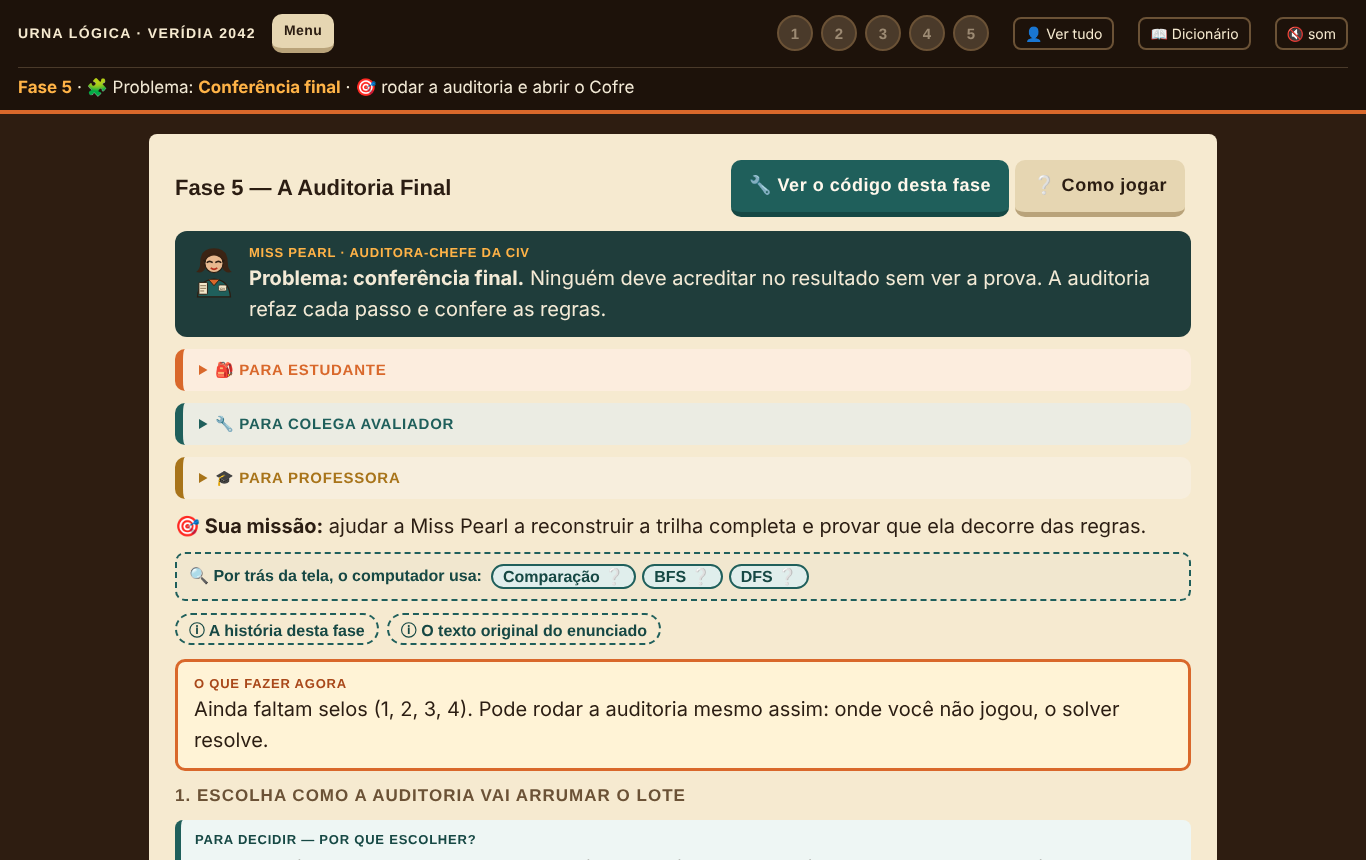 URNA LÓGICA · VERÍDIA 2042
Menu
1 2 3 4 5
Ver tudo
Dicionário
som
Fase 5 · Problema: Conferência final · rodar a auditoria e abrir o Cofre
Fase 5 — A Auditoria Final
Ver o código desta fase
Como jogar
MISS PEARL · AUDITORA-CHEFE DA CIV
Problema: conferência final. Ninguém deve acreditar no resultado sem ver a prova. A auditoria
refaz cada passo e confere as regras.
PARA ESTUDANTE
PARA COLEGA AVALIADOR
PARA PROFESSORA
Sua missão: ajudar a Miss Pearl a reconstruir a trilha completa e provar que ela decorre das regras.
Por trás da tela, o computador usa: Comparação ❔ BFS ❔ DFS ❔
ⓘ A história desta fase
ⓘ O texto original do enunciado
O QUE FAZER AGORA
Ainda faltam selos (1, 2, 3, 4). Pode rodar a auditoria mesmo assim: onde você não jogou, o solver
resolve.
1. ESCOLHA COMO A AUDITORIA VAI ARRUMAR O LOTE
PARA DECIDIR — POR QUE ESCOLHER?